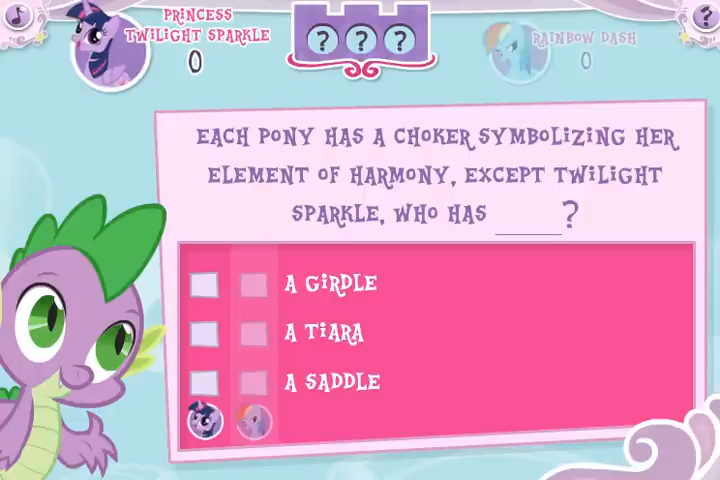 PRINCESS
TWILIGHT SPARKLE
0
? ? ?
RAINBOW DASH
0
?
EACH PONY HAS A CHOKER SYMBOLIZING HER
ELEMENT OF HARMONY, EXCEPT TWILIGHT
SPARKLE, WHO HAS _____?
A GIRDLE
A TIARA
A SADDLE